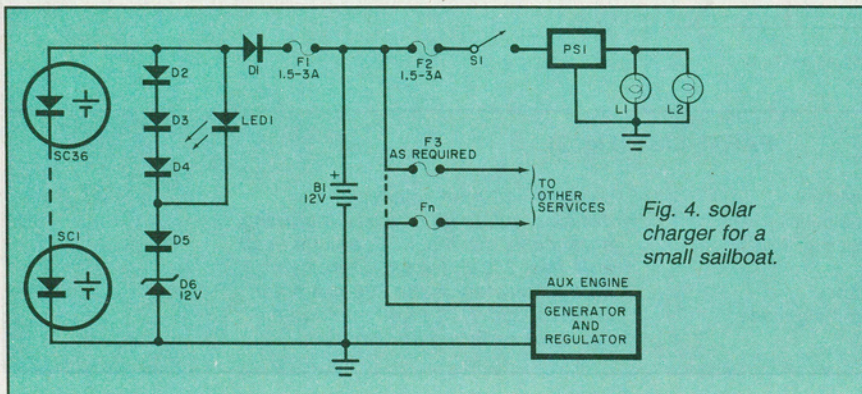 D2
D3
D4
D5
D6
12V
SC36
SC1
LED1
D1
F1
1.5-3A
F2
1.5-3A
S1
PS1
L1
L2
B1
12V
+
F3
AS REQUIRED
Fn
TO
OTHER
SERVICES
AUX ENGINE
GENERATOR
AND
REGULATOR
Fig. 4. solar
charger for a
small sailboat.